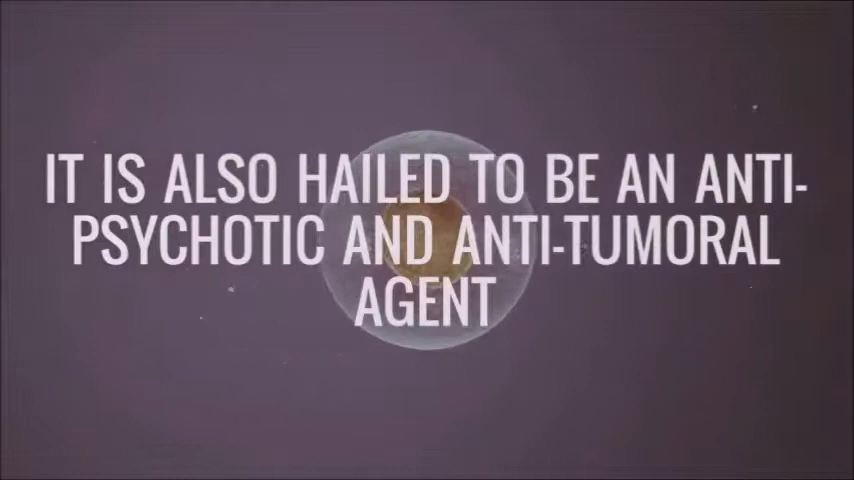 IT IS ALSO HAILED TO BE AN ANTI-
PSYCHOTIC AND ANTI-TUMORAL
AGENT